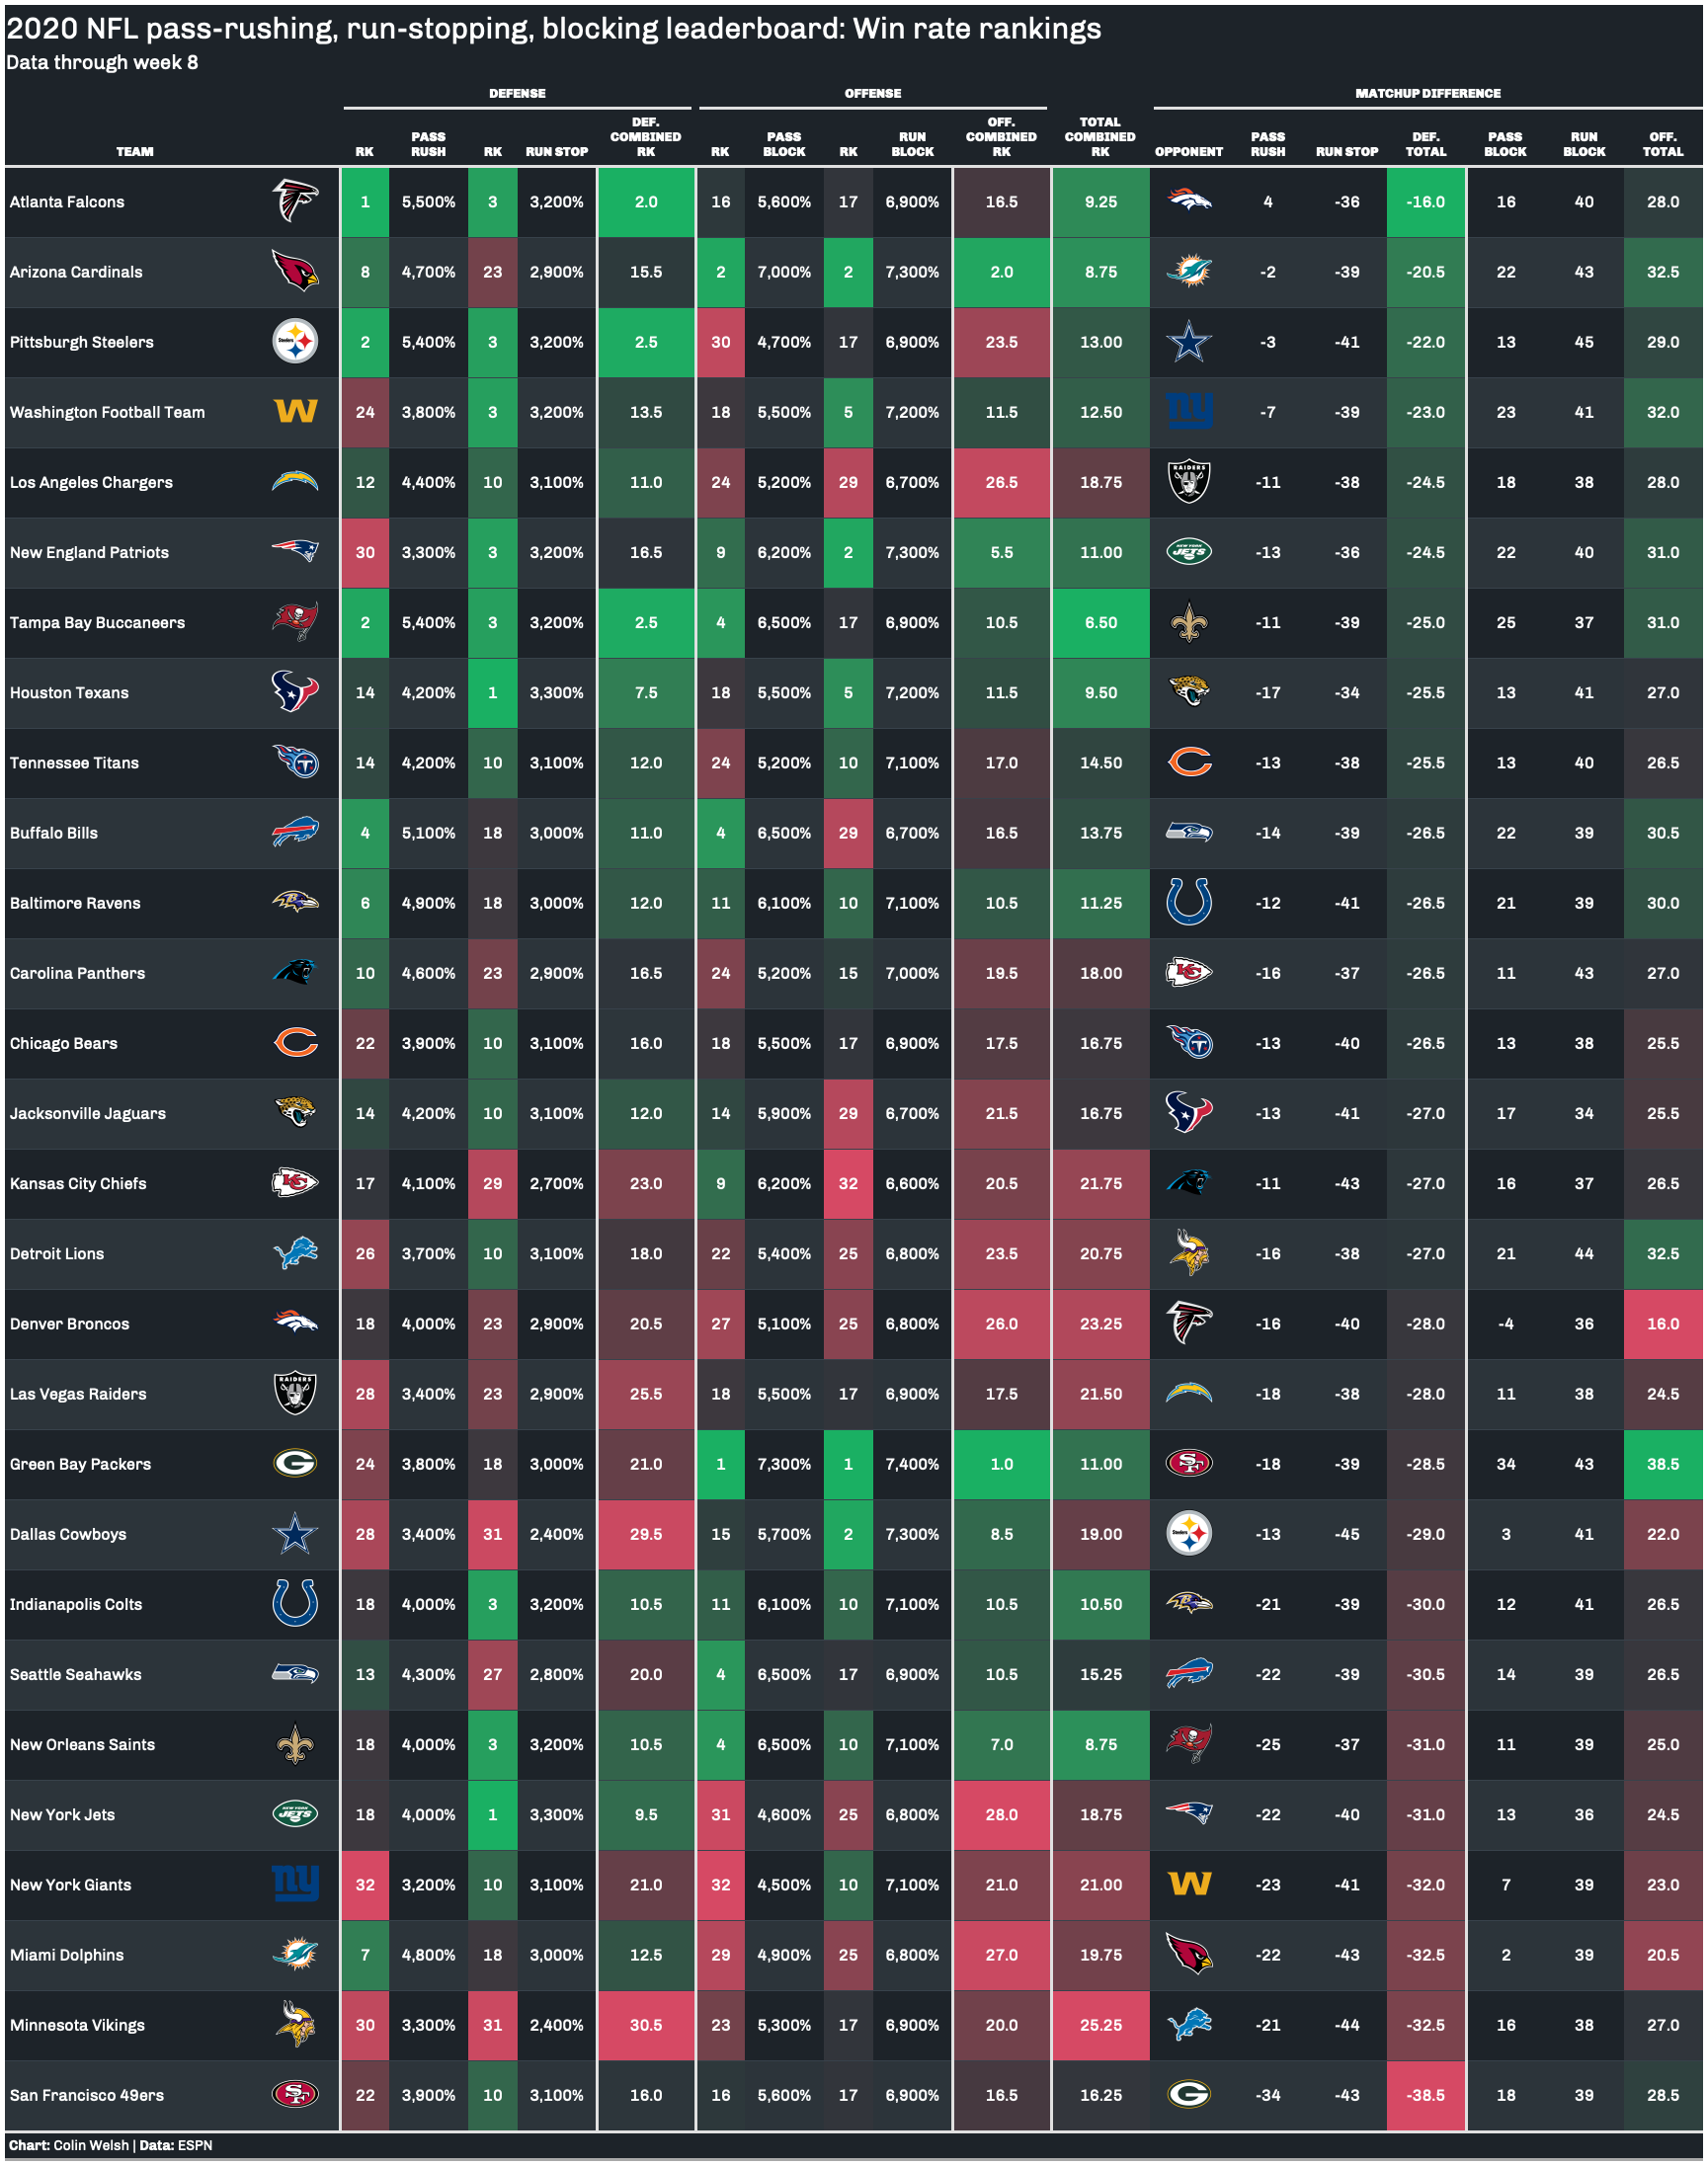 2020 NFL pass-rushing, run-stopping, blocking leaderboard: Win rate rankings
Data through week 8
DEFENSE OFFENSE MATCHUP DIFFERENCE
TEAM RK PASS RUSH RK RUN STOP DEF. COMBINED RK RK PASS BLOCK RK RUN BLOCK OFF. COMBINED RK TOTAL COMBINED RK OPPONENT PASS RUSH RUN STOP DEF. TOTAL PASS BLOCK RUN BLOCK OFF. TOTAL
Atlanta Falcons 1 5,500% 3 3,200% 2.0 16 5,600% 17 6,900% 16.5 9.25 4 -36 -16.0 16 40 28.0
Arizona Cardinals 8 4,700% 23 2,900% 15.5 2 7,000% 2 7,300% 2.0 8.75 -2 -39 -20.5 22 43 32.5
Pittsburgh Steelers Steelers 2 5,400% 3 3,200% 2.5 30 4,700% 17 6,900% 23.5 13.00 -3 -41 -22.0 13 45 29.0
Washington Football Team W 24 3,800% 3 3,200% 13.5 18 5,500% 5 7,200% 11.5 12.50 ny -7 -39 -23.0 23 41 32.0
Los Angeles Chargers 12 4,400% 10 3,100% 11.0 24 5,200% 29 6,700% 26.5 18.75 RAIDERS -11 -38 -24.5 18 38 28.0
New England Patriots 30 3,300% 3 3,200% 16.5 9 6,200% 2 7,300% 5.5 11.00 NEW YORK JETS -13 -36 -24.5 22 40 31.0
Tampa Bay Buccaneers 2 5,400% 3 3,200% 2.5 4 6,500% 17 6,900% 10.5 6.50 -11 -39 -25.0 25 37 31.0
Houston Texans 14 4,200% 1 3,300% 7.5 18 5,500% 5 7,200% 11.5 9.50 -17 -34 -25.5 13 41 27.0
Tennessee Titans T 14 4,200% 10 3,100% 12.0 24 5,200% 10 7,100% 17.0 14.50 C -13 -38 -25.5 13 40 26.5
Buffalo Bills 4 5,100% 18 3,000% 11.0 4 6,500% 29 6,700% 16.5 13.75 -14 -39 -26.5 22 39 30.5
Baltimore Ravens B 6 4,900% 18 3,000% 12.0 11 6,100% 10 7,100% 10.5 11.25 -12 -41 -26.5 21 39 30.0
Carolina Panthers 10 4,600% 23 2,900% 16.5 24 5,200% 15 7,000% 19.5 18.00 KC -16 -37 -26.5 11 43 27.0
Chicago Bears C 22 3,900% 10 3,100% 16.0 18 5,500% 17 6,900% 17.5 16.75 T -13 -40 -26.5 13 38 25.5
Jacksonville Jaguars 14 4,200% 10 3,100% 12.0 14 5,900% 29 6,700% 21.5 16.75 -13 -41 -27.0 17 34 25.5
Kansas City Chiefs KC 17 4,100% 29 2,700% 23.0 9 6,200% 32 6,600% 20.5 21.75 -11 -43 -27.0 16 37 26.5
Detroit Lions 26 3,700% 10 3,100% 18.0 22 5,400% 25 6,800% 23.5 20.75 -16 -38 -27.0 21 44 32.5
Denver Broncos 18 4,000% 23 2,900% 20.5 27 5,100% 25 6,800% 26.0 23.25 -16 -40 -28.0 -4 36 16.0
Las Vegas Raiders RAIDERS 28 3,400% 23 2,900% 25.5 18 5,500% 17 6,900% 17.5 21.50 -18 -38 -28.0 11 38 24.5
Green Bay Packers G 24 3,800% 18 3,000% 21.0 1 7,300% 1 7,400% 1.0 11.00 SF -18 -39 -28.5 34 43 38.5
Dallas Cowboys 28 3,400% 31 2,400% 29.5 15 5,700% 2 7,300% 8.5 19.00 Steelers -13 -45 -29.0 3 41 22.0
Indianapolis Colts 18 4,000% 3 3,200% 10.5 11 6,100% 10 7,100% 10.5 10.50 B -21 -39 -30.0 12 41 26.5
Seattle Seahawks 13 4,300% 27 2,800% 20.0 4 6,500% 17 6,900% 10.5 15.25 -22 -39 -30.5 14 39 26.5
New Orleans Saints 18 4,000% 3 3,200% 10.5 4 6,500% 10 7,100% 7.0 8.75 -25 -37 -31.0 11 39 25.0
New York Jets NEW YORK JETS 18 4,000% 1 3,300% 9.5 31 4,600% 25 6,800% 28.0 18.75 -22 -40 -31.0 13 36 24.5
New York Giants ny 32 3,200% 10 3,100% 21.0 32 4,500% 10 7,100% 21.0 21.00 W -23 -41 -32.0 7 39 23.0
Miami Dolphins 7 4,800% 18 3,000% 12.5 29 4,900% 25 6,800% 27.0 19.75 -22 -43 -32.5 2 39 20.5
Minnesota Vikings 30 3,300% 31 2,400% 30.5 23 5,300% 17 6,900% 20.0 25.25 -21 -44 -32.5 16 38 27.0
San Francisco 49ers SF 22 3,900% 10 3,100% 16.0 16 5,600% 17 6,900% 16.5 16.25 G -34 -43 -38.5 18 39 28.5
Chart: Colin Welsh | Data: ESPN